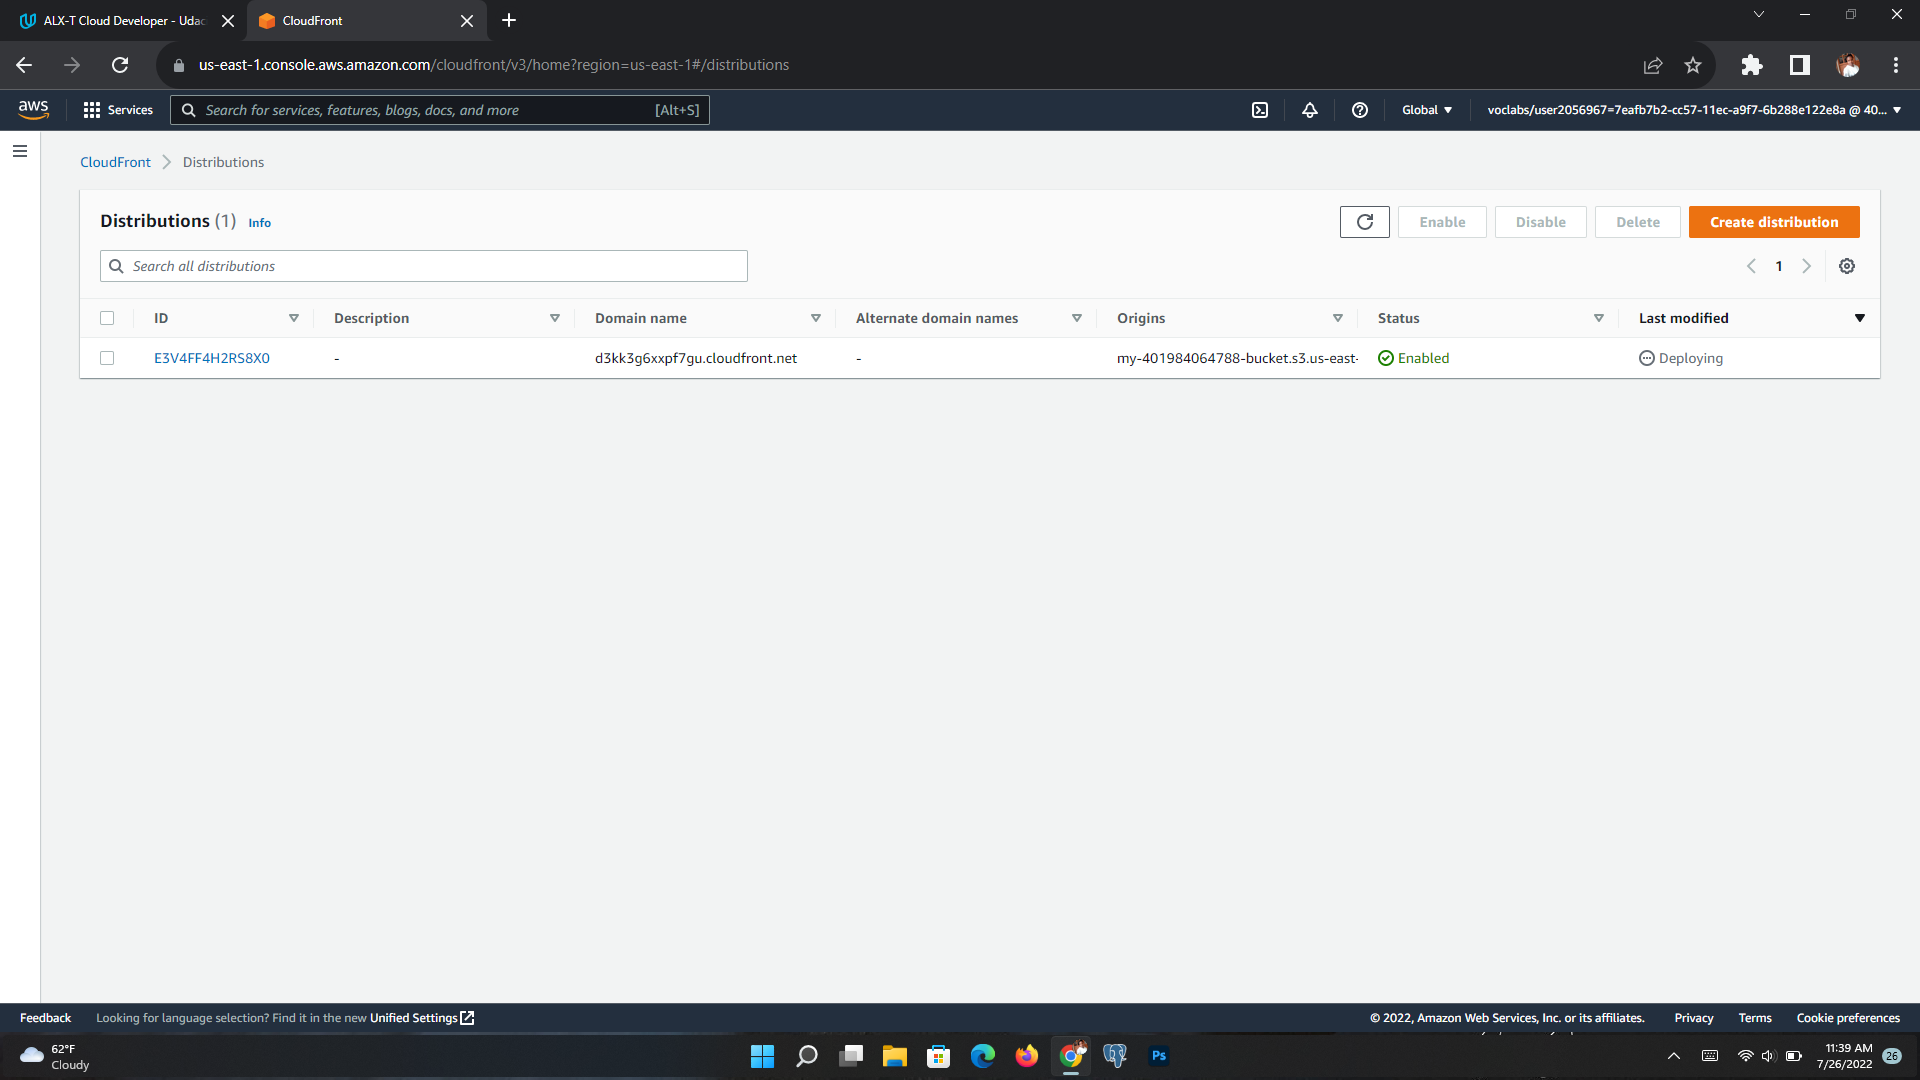 ALX-T Cloud Developer - Udac
CloudFront
us-east-1.console.aws.amazon.com/cloudfront/v3/home?region=us-east-1#/distributions
aws
Services
Search for services, features, blogs, docs, and more
[Alt+S]
Global
voclabs/user2056967=7eafb7b2-cc57-11ec-a9f7-6b288e122e8a @ 40...
CloudFront
Distributions
Distributions (1)
Info
Enable
Disable
Delete
Create distribution
Search all distributions
1
ID
Description
Domain name
Alternate domain names
Origins
Status
Last modified
E3V4FF4H2RS8X0
-
d3kk3g6xxpf7gu.cloudfront.net
-
my-401984064788-bucket.s3.us-east-
Enabled
Deploying
Feedback
Looking for language selection? Find it in the new Unified Settings
© 2022, Amazon Web Services, Inc. or its affiliates.
Privacy
Terms
Cookie preferences
62°F
Cloudy
Ps
11:39 AM
7/26/2022
26